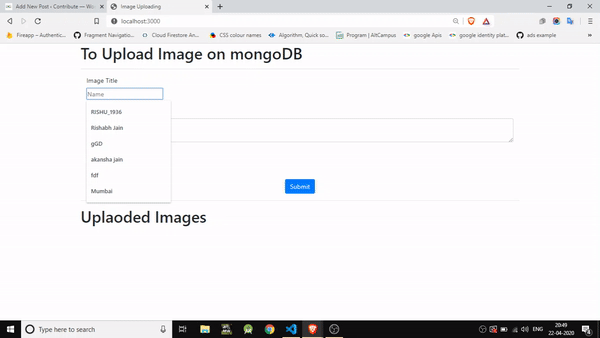 Add New Post ‹ Contribute — Wo
Image Uploading
localhost:3000
Fireapp – Authentic...
Fragment Navigatio...
Cloud Firestore An...
CSS colour names
Algorithm, Quick so...
Program | AltCampus
google Apis
google identity plat...
ads example
To Upload Image on mongoDB
Image Title
Name
RISHU_1936
Rishabh Jain
gGD
akansha jain
fdf
Mumbai
Submit
Uplaoded Images
Type here to search
ENG
20:49
22-04-2020